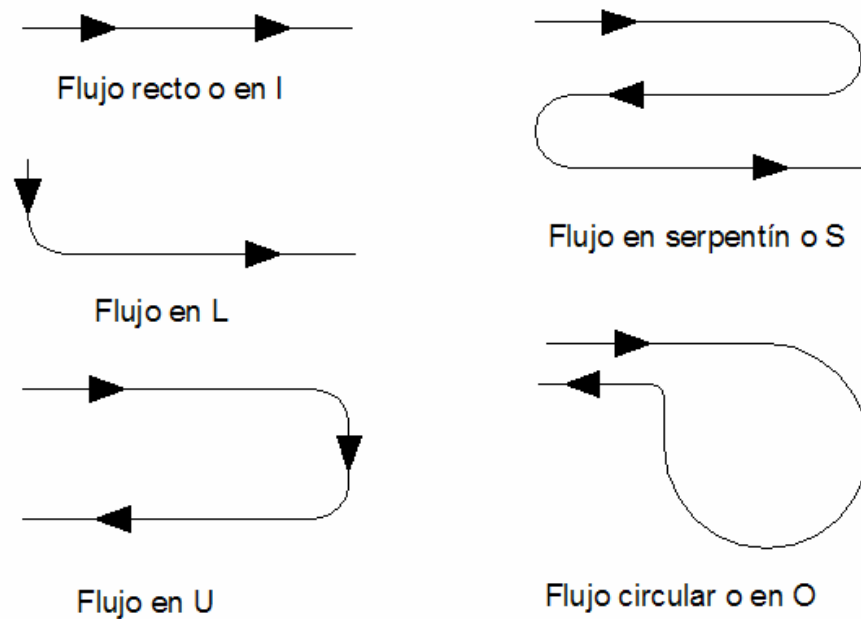 Flujo recto o en I
Flujo en L
Flujo en U
Flujo en serpentín o S
Flujo circular o en O